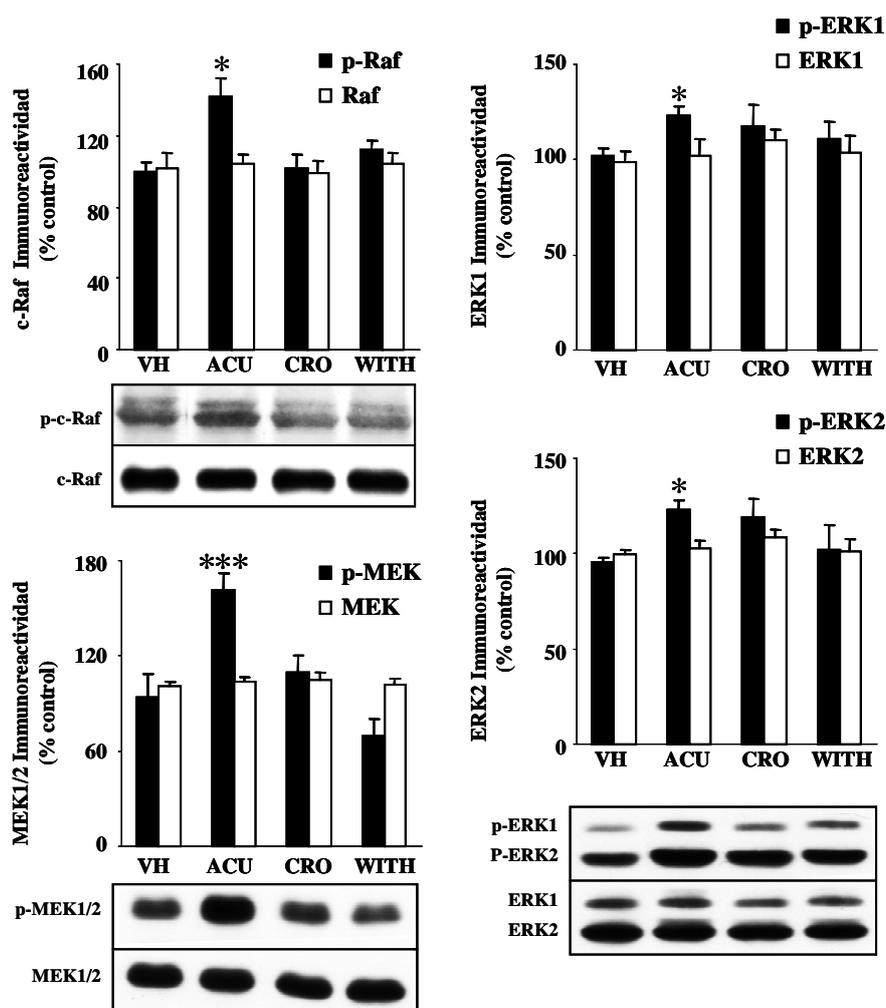 c-Raf Immunoreactividad
(% control)
160
120
80
40
0
*
p-Raf
Raf
VH ACU CRO WITH
p-c-Raf
c-Raf
MEK1/2 Immunoreactividad
(% control)
180
120
60
0
***
p-MEK
MEK
VH ACU CRO WITH
p-MEK1/2
MEK1/2
p-ERK1
ERK1
ERK1 Immunoreactividad
(% control)
150
100
50
0
*
VH ACU CRO WITH
p-ERK2
ERK2
ERK2 Immunoreactividad
(% control)
150
100
50
0
*
VH ACU CRO WITH
p-ERK1
P-ERK2
ERK1
ERK2